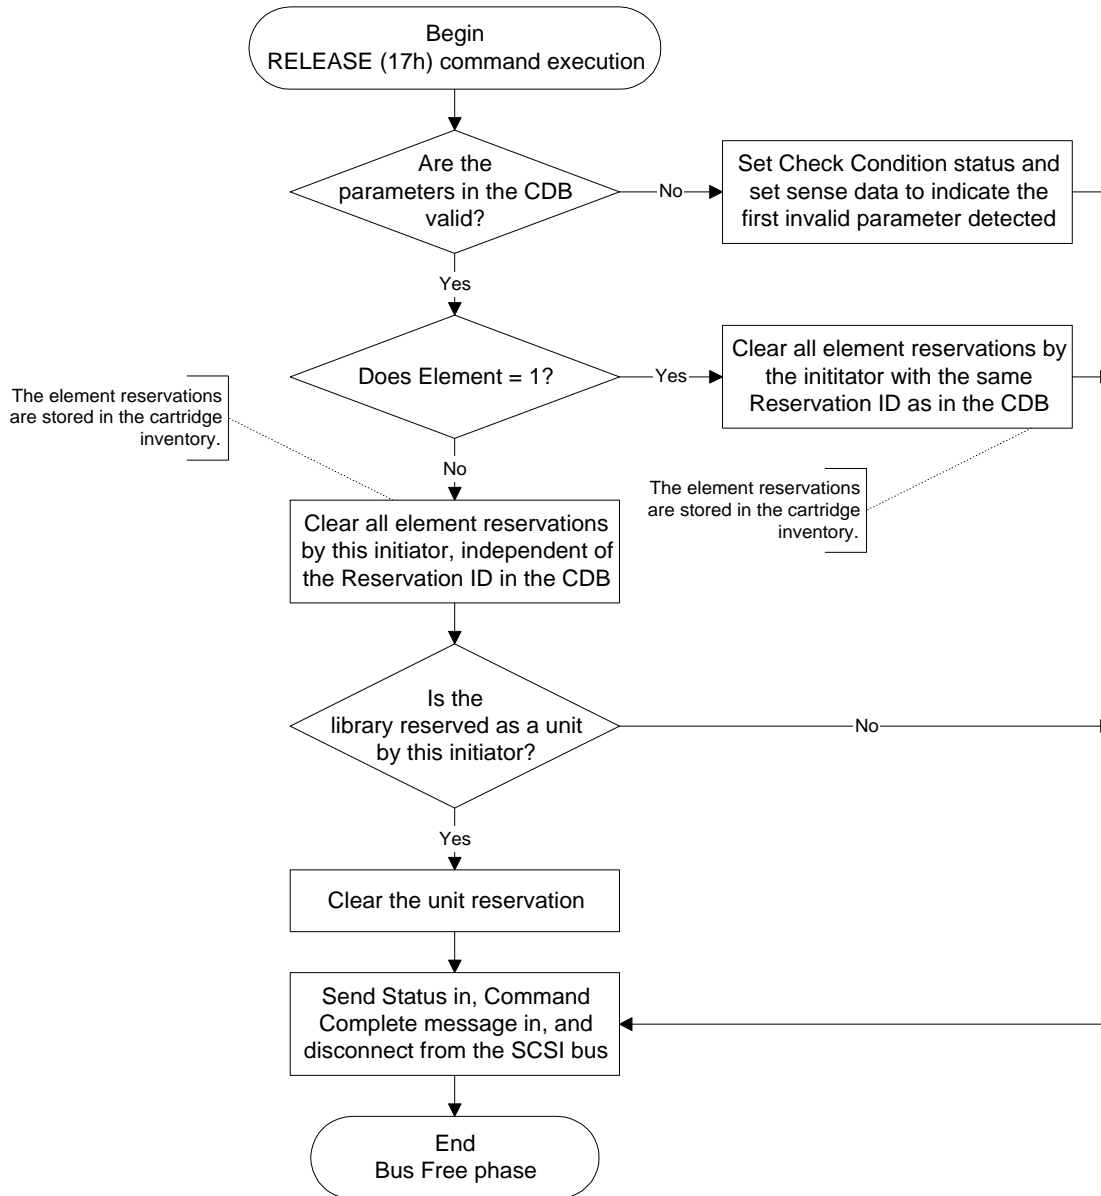 Begin
RELEASE (17h) command execution
Are the
parameters in the CDB
valid?
No
Set Check Condition status and
set sense data to indicate the
first invalid parameter detected
Yes
Does Element = 1?
Yes
Clear all element reservations by
the inititator with the same
Reservation ID as in the CDB
The element reservations
are stored in the cartridge
inventory.
No
The element reservations
are stored in the cartridge
inventory.
Clear all element reservations
by this initiator, independent of
the Reservation ID in the CDB
Is the
library reserved as a unit
by this initiator?
No
Yes
Clear the unit reservation
Send Status in, Command
Complete message in, and
disconnect from the SCSI bus
End
Bus Free phase